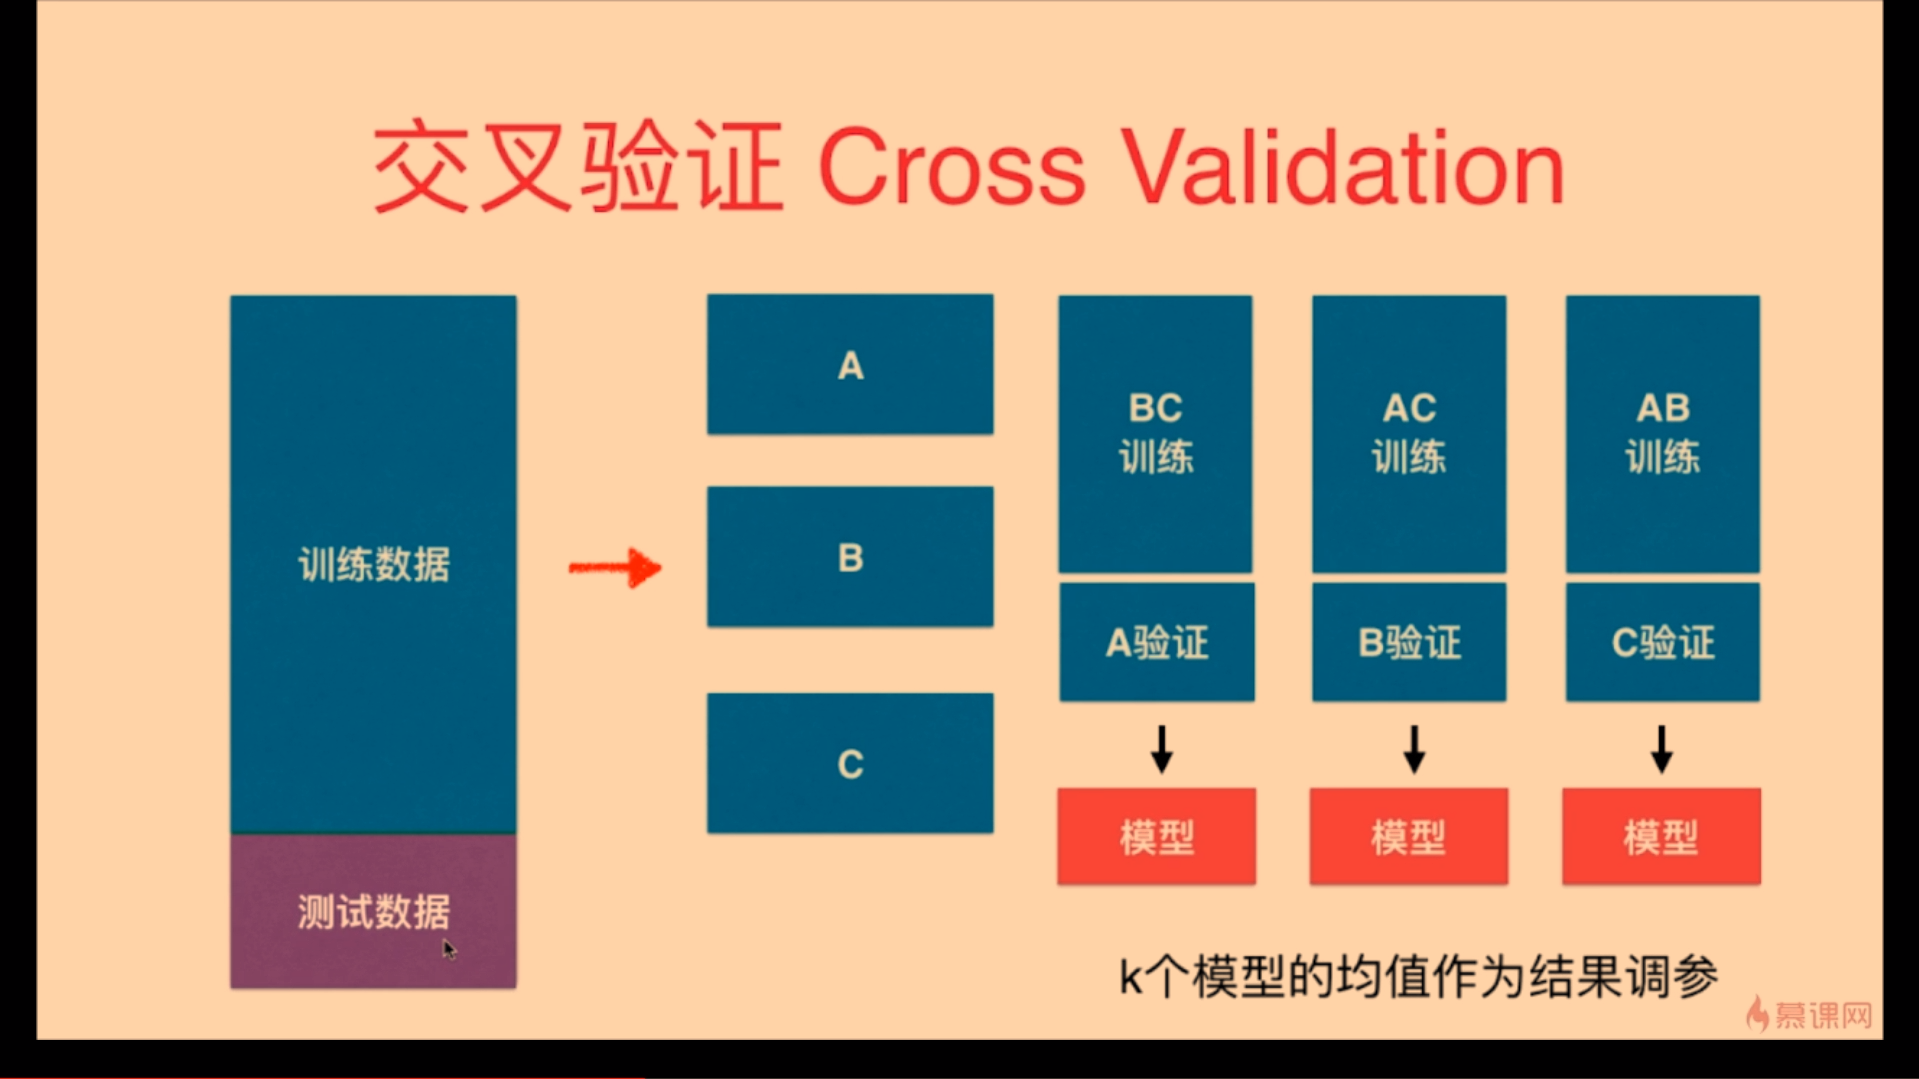 交叉验证 Cross Validation
训练数据
测试数据
A
B
C
BC
训练
A验证
模型
AC
训练
B验证
模型
AB
训练
C验证
模型
k个模型的均值作为结果调参
慕课网